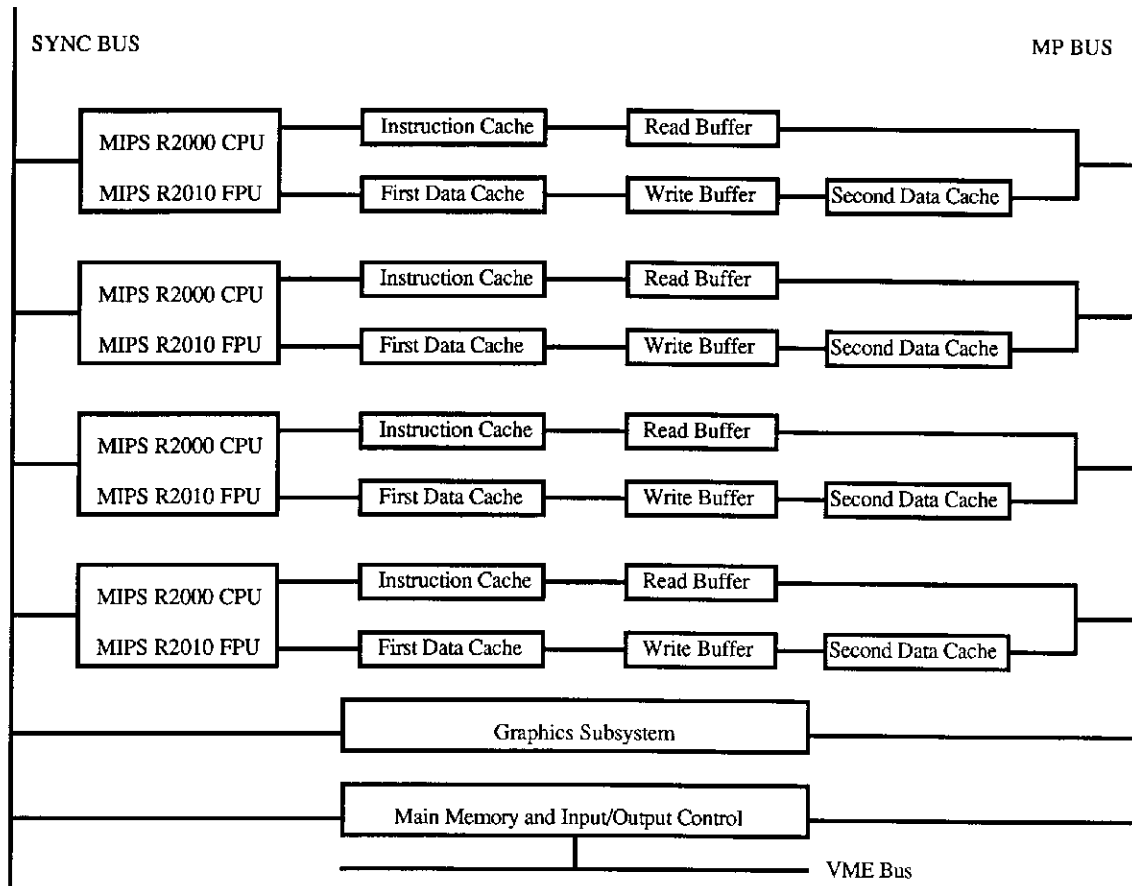 SYNC BUS
MP BUS
MIPS R2000 CPU
Instruction Cache
Read Buffer
MIPS R2010 FPU
First Data Cache
Write Buffer
Second Data Cache
MIPS R2000 CPU
Instruction Cache
Read Buffer
MIPS R2010 FPU
First Data Cache
Write Buffer
Second Data Cache
MIPS R2000 CPU
Instruction Cache
Read Buffer
MIPS R2010 FPU
First Data Cache
Write Buffer
Second Data Cache
MIPS R2000 CPU
Instruction Cache
Read Buffer
MIPS R2010 FPU
First Data Cache
Write Buffer
Second Data Cache
Graphics Subsystem
Main Memory and Input/Output Control
VME Bus